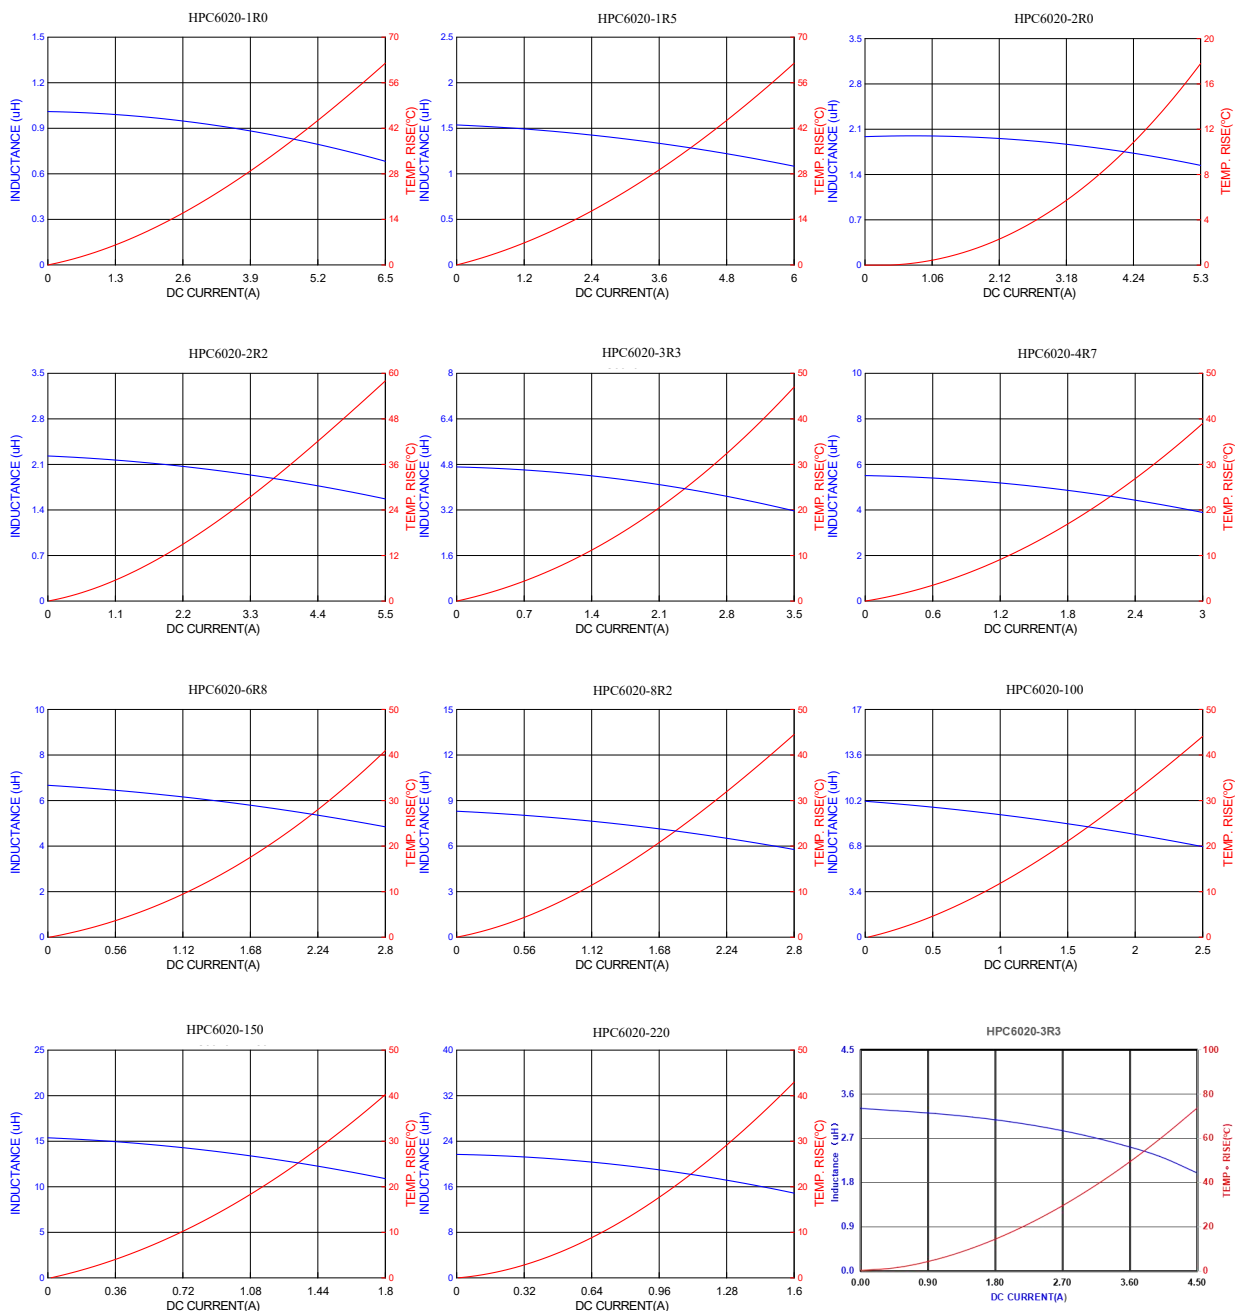 HPC6020-1R0
INDUCTANCE (uH)
1.5
1.2
0.9
0.6
0.3
0
70
56
42
28
14
0
TEMP. RISE(°C)
0 1.3 2.6 3.9 5.2 6.5
DC CURRENT(A)
HPC6020-1R5
INDUCTANCE (uH)
2.5
2
1.5
1
0.5
0
70
56
42
28
14
0
TEMP. RISE(°C)
0 1.2 2.4 3.6 4.8 6
DC CURRENT(A)
HPC6020-2R0
INDUCTANCE (uH)
3.5
2.8
2.1
1.4
0.7
0
20
16
12
8
4
0
TEMP. RISE(°C)
0 1.06 2.12 3.18 4.24 5.3
DC CURRENT(A)
HPC6020-2R2
INDUCTANCE (uH)
3.5
2.8
2.1
1.4
0.7
0
60
48
36
24
12
0
TEMP. RISE(°C)
0 1.1 2.2 3.3 4.4 5.5
DC CURRENT(A)
HPC6020-3R3
INDUCTANCE (uH)
8
6.4
4.8
3.2
1.6
0
50
40
30
20
10
0
TEMP. RISE(°C)
0 0.7 1.4 2.1 2.8 3.5
DC CURRENT(A)
HPC6020-4R7
INDUCTANCE (uH)
10
8
6
4
2
0
50
40
30
20
10
0
TEMP. RISE(°C)
0 0.6 1.2 1.8 2.4 3
DC CURRENT(A)
HPC6020-6R8
INDUCTANCE (uH)
10
8
6
4
2
0
50
40
30
20
10
0
TEMP. RISE(°C)
0 0.56 1.12 1.68 2.24 2.8
DC CURRENT(A)
HPC6020-8R2
INDUCTANCE (uH)
15
12
9
6
3
0
50
40
30
20
10
0
TEMP. RISE(°C)
0 0.56 1.12 1.68 2.24 2.8
DC CURRENT(A)
HPC6020-100
INDUCTANCE (uH)
17
13.6
10.2
6.8
3.4
0
50
40
30
20
10
0
TEMP. RISE(°C)
0 0.5 1 1.5 2 2.5
DC CURRENT(A)
HPC6020-150
INDUCTANCE (uH)
25
20
15
10
5
0
50
40
30
20
10
0
TEMP. RISE(°C)
0 0.36 0.72 1.08 1.44 1.8
DC CURRENT(A)
HPC6020-220
INDUCTANCE (uH)
40
32
24
16
8
0
50
40
30
20
10
0
TEMP. RISE(°C)
0 0.32 0.64 0.96 1.28 1.6
DC CURRENT(A)
HPC6020-3R3
Inductance (uH)
4.5
3.6
2.7
1.8
0.9
0.0
100
80
60
40
20
0
TEMP。RISE(°C)
0.00 0.90 1.80 2.70 3.60 4.50
DC CURRENT(A)